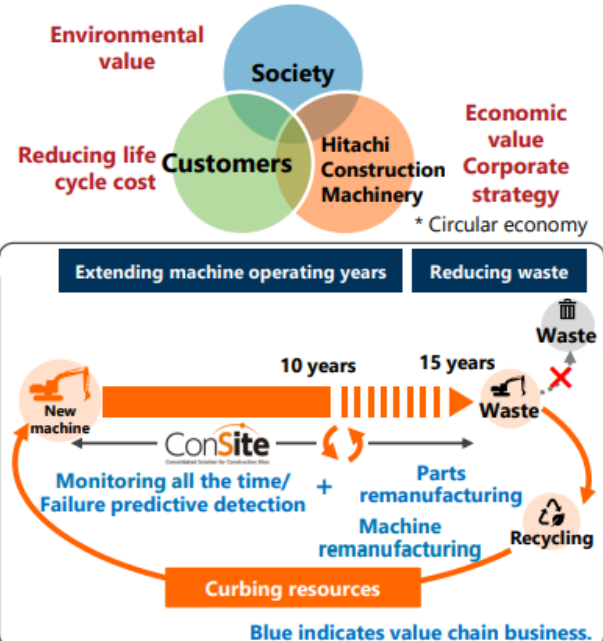 Environmental
value
Society
Customers
Hitachi
Construction
Machinery
Reducing life
cycle cost
Economic
value
Corporate
strategy
* Circular economy
Extending machine operating years
Reducing waste
Waste
10 years
15 years
New
machine
Waste
ConSite
Consolidated Solution for Construction Sites
Monitoring all the time/
Failure predictive detection
+
Parts
remanufacturing
Machine
remanufacturing
Recycling
Curbing resources
Blue indicates value chain business.